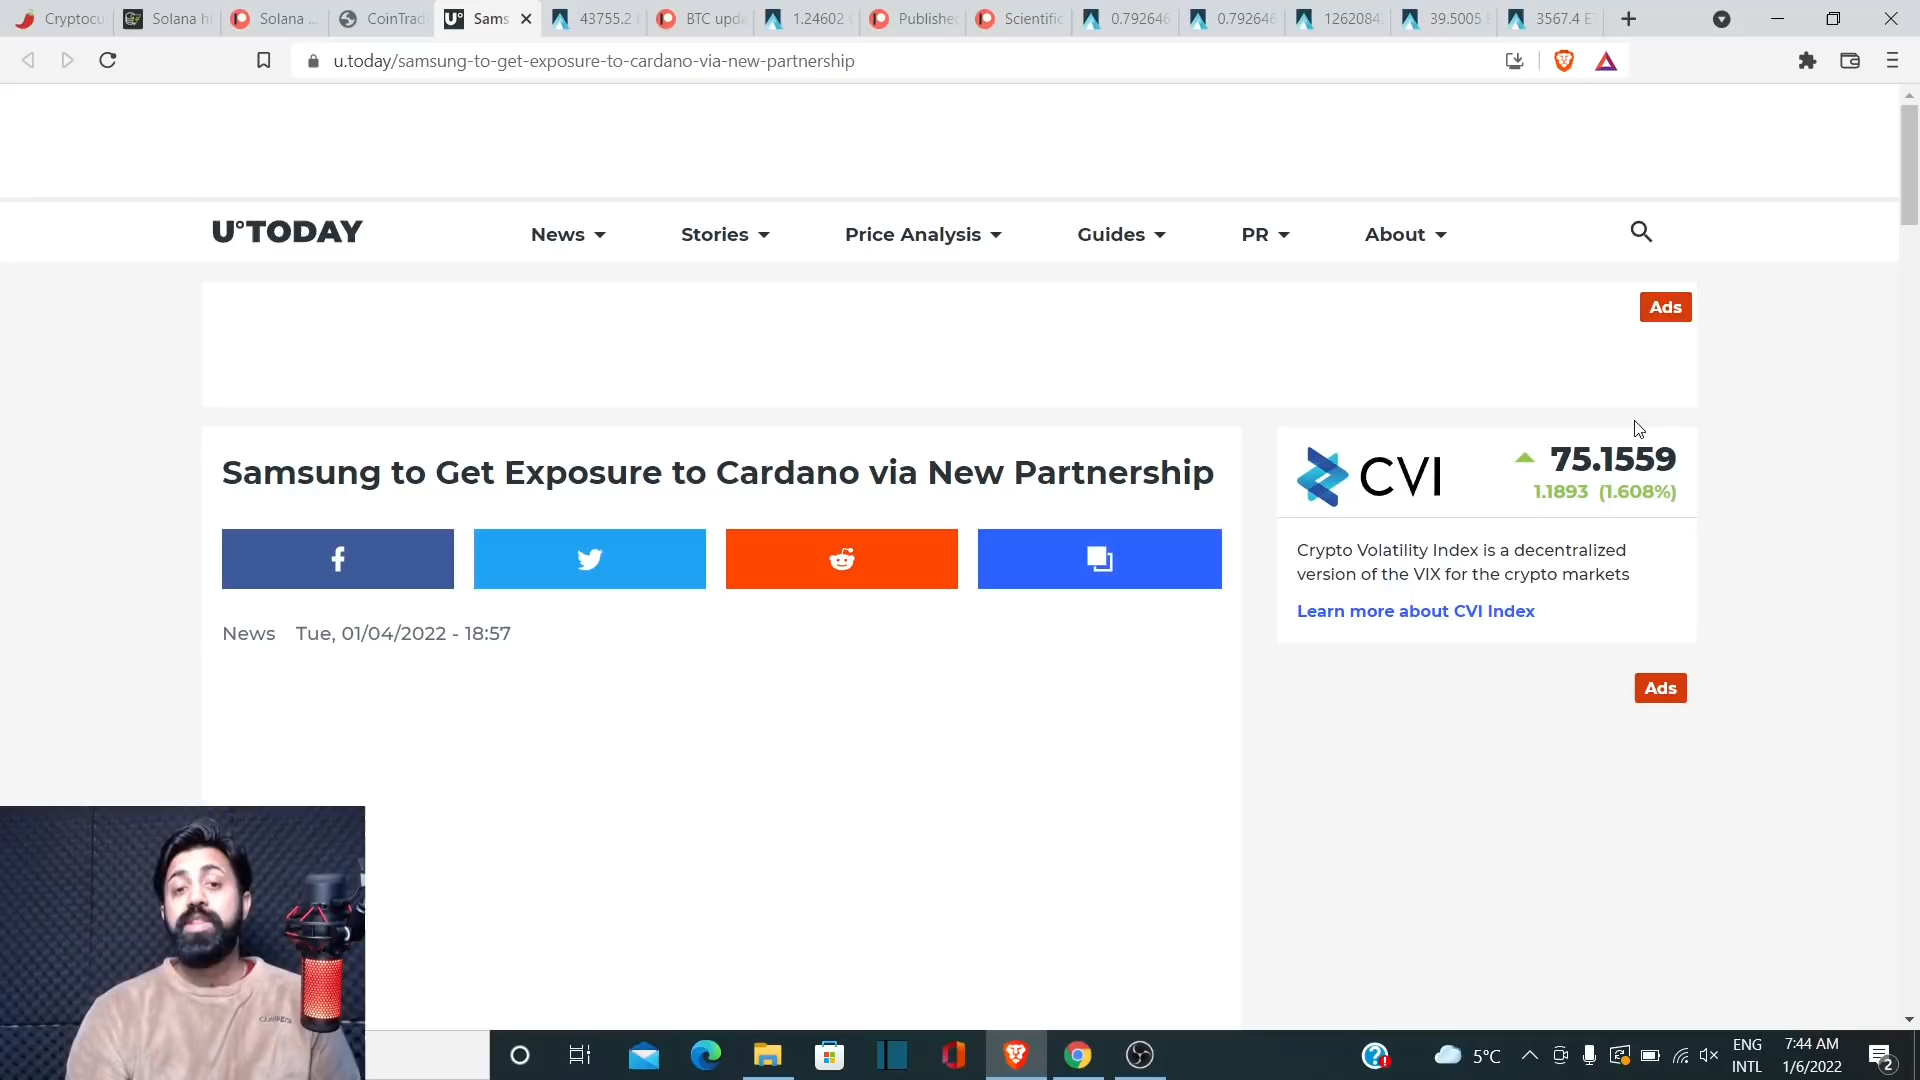 Cryptocu
Solana hi
Solana ...
CoinTrad
Sams
43755.2
BTC upda
1.24602
Publishe
Scientific
0.792646
0.792646
1262084.
39.5005
3567.4 E
u.today/samsung-to-get-exposure-to-cardano-via-new-partnership
U°TODAY
News
Stories
Price Analysis
Guides
PR
About
Ads
Samsung to Get Exposure to Cardano via New Partnership
News Tue, 01/04/2022 - 18:57
CVI
75.1559
1.1893 (1.608%)
Crypto Volatility Index is a decentralized
version of the VIX for the crypto markets
Learn more about CVI Index
Ads
5°C
ENG
INTL
7:44 AM
1/6/2022
2